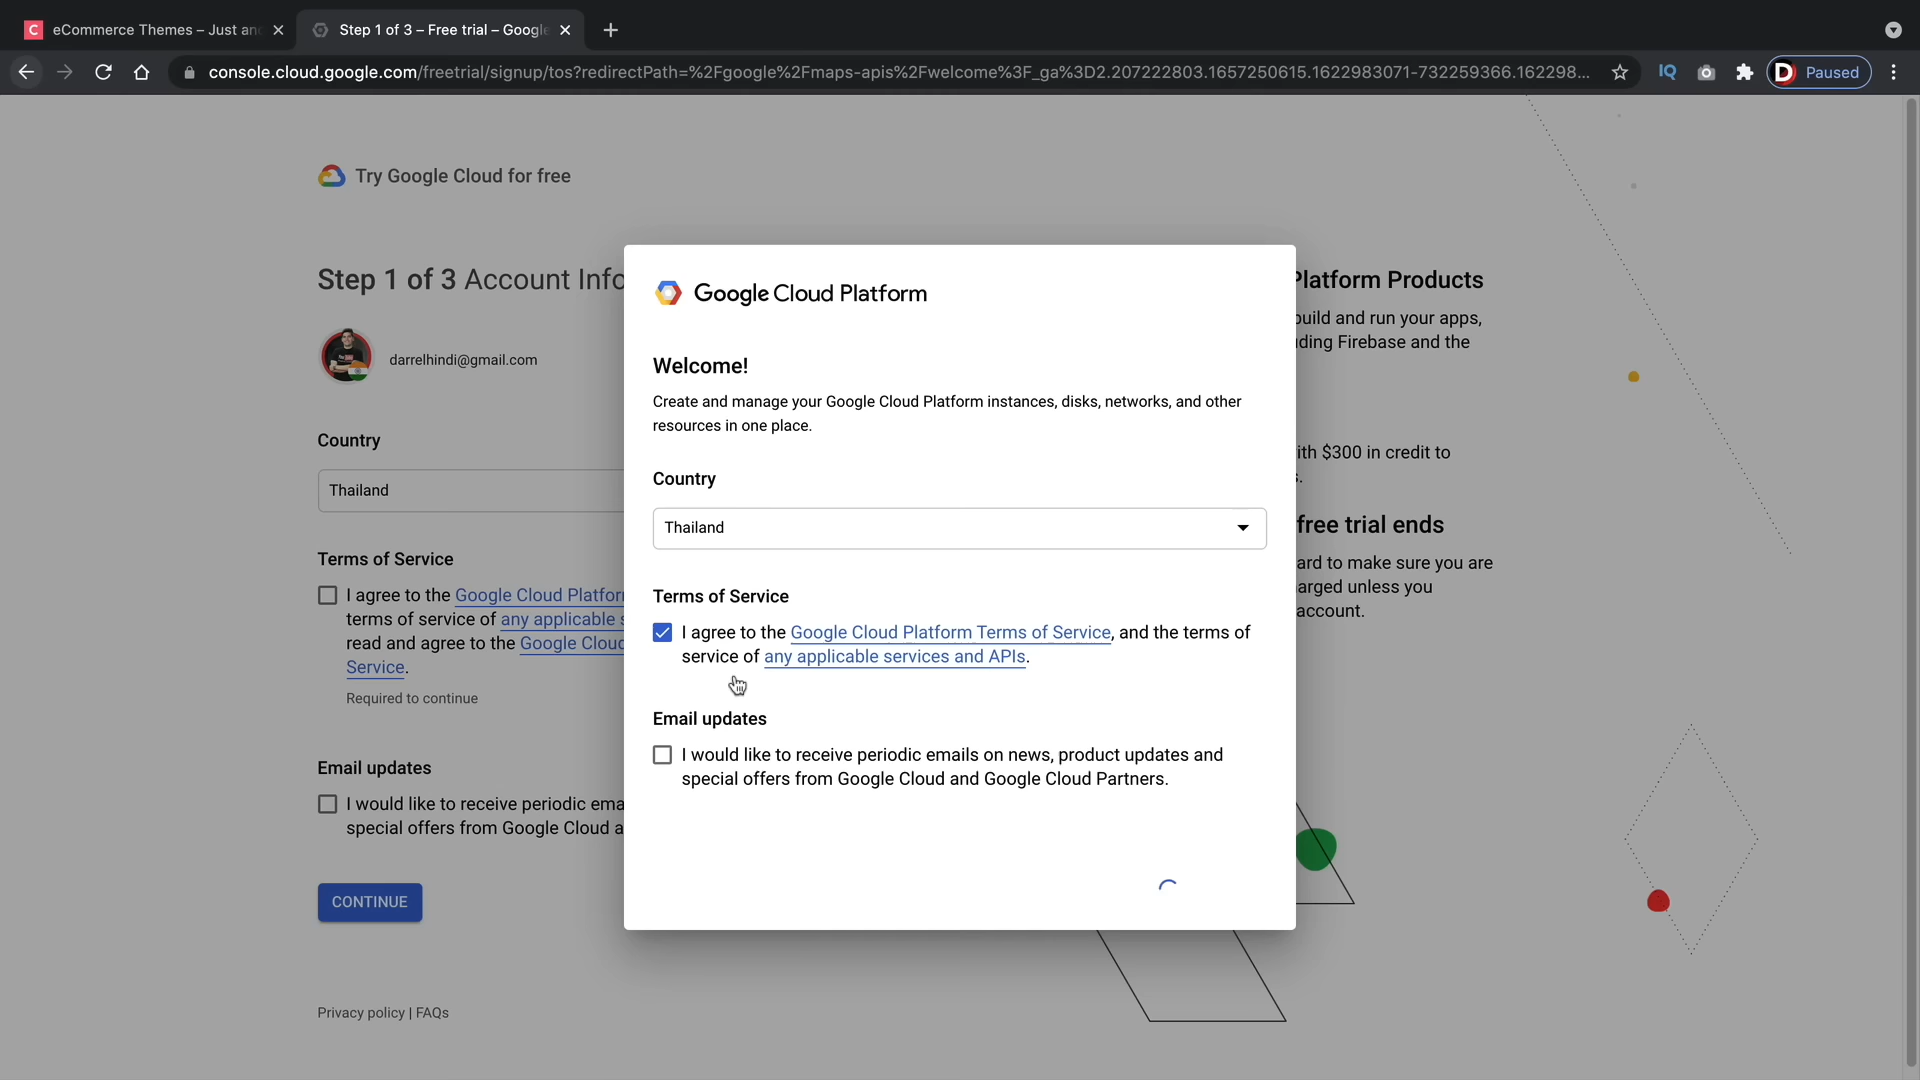 eCommerce Themes – Just an
Step 1 of 3 – Free trial – Google
console.cloud.google.com/freetrial/signup/tos?redirectPath=%2Fgoogle%2Fmaps-apis%2Fwelcome%3F_ga%3D2.207222803.1657250615.1622983071-732259366.162298...
IQ
D Paused
Try Google Cloud for free
Step 1 of 3 Account Info
darrelhindi@gmail.com
Country
Thailand
Terms of Service
I agree to the Google Cloud Platfor
terms of service of any applicable s
read and agree to the Google Cloud
Service.
Required to continue
Email updates
I would like to receive periodic ema
special offers from Google Cloud a
CONTINUE
Privacy policy | FAQs
Google Cloud Platform
Welcome!
Create and manage your Google Cloud Platform instances, disks, networks, and other
resources in one place.
Country
Thailand
Terms of Service
I agree to the Google Cloud Platform Terms of Service, and the terms of
service of any applicable services and APIs.
Email updates
I would like to receive periodic emails on news, product updates and
special offers from Google Cloud and Google Cloud Partners.
Platform Products
build and run your apps,
ding Firebase and the
ith $300 in credit to
s.
free trial ends
ard to make sure you are
arged unless you
account.